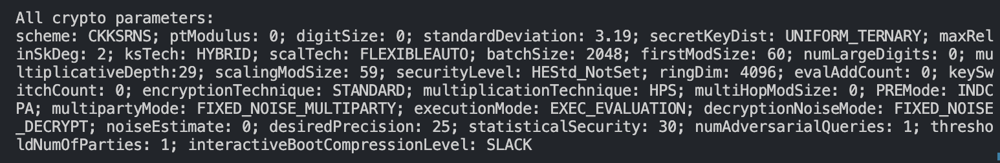 All crypto parameters:
scheme: CKKSRNS; ptModulus: 0; digitSize: 0; standardDeviation: 3.19; secretKeyDist: UNIFORM_TERNARY; maxRel
inSkDeg: 2; ksTech: HYBRID; scalTech: FLEXIBLEAUTO; batchSize: 2048; firstModSize: 60; numLargeDigits: 0; mu
ltiplicativeDepth:29; scalingModSize: 59; securityLevel: HEStd_NotSet; ringDim: 4096; evalAddCount: 0; keySw
itchCount: 0; encryptionTechnique: STANDARD; multiplicationTechnique: HPS; multiHopModSize: 0; PREMode: INDC
PA; multipartyMode: FIXED_NOISE_MULTIPARTY; executionMode: EXEC_EVALUATION; decryptionNoiseMode: FIXED_NOISE
_DECRYPT; noiseEstimate: 0; desiredPrecision: 25; statisticalSecurity: 30; numAdversarialQueries: 1; thresho
ldNumOfParties: 1; interactiveBootCompressionLevel: SLACK